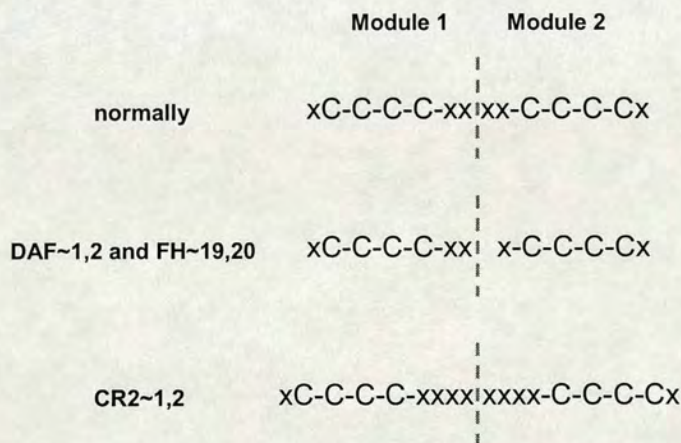 Module 1 Module 2
normally xC-C-C-C-xx xx-C-C-C-Cx
DAF~1,2 and FH~19,20 xC-C-C-C-xx x-C-C-C-Cx
CR2~1,2 xC-C-C-C-xxxx xxxx-C-C-C-Cx